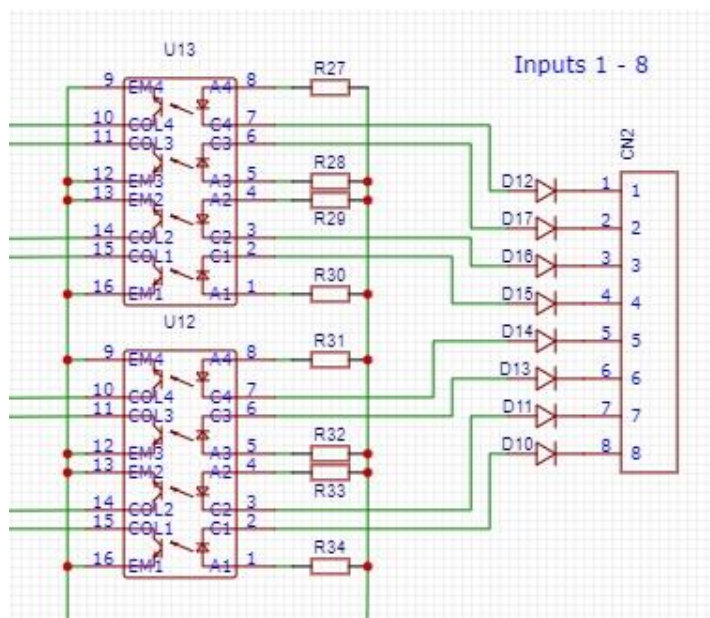 U13
Inputs 1 - 8
R27
9 EM4 A4 8
10 COL4 C4 7
11 COL3 C3 6
CN2
R28
12 EM3 A3 5
13 EM2 A2 4
D12 1 1
R29
D17 2 2
14 COL2 C2 3
15 COL1 C1 2
D16 3 3
R30
16 EM1 A1 1
D15 4 4
U12
D14 5 5
R31
9 EM4 A4 8
D13 6 6
10 COL4 C4 7
11 COL3 C3 6
D11 7 7
R32
12 EM3 A3 5
13 EM2 A2 4
D10 8 8
R33
14 COL2 C2 3
15 COL1 C1 2
R34
16 EM1 A1 1